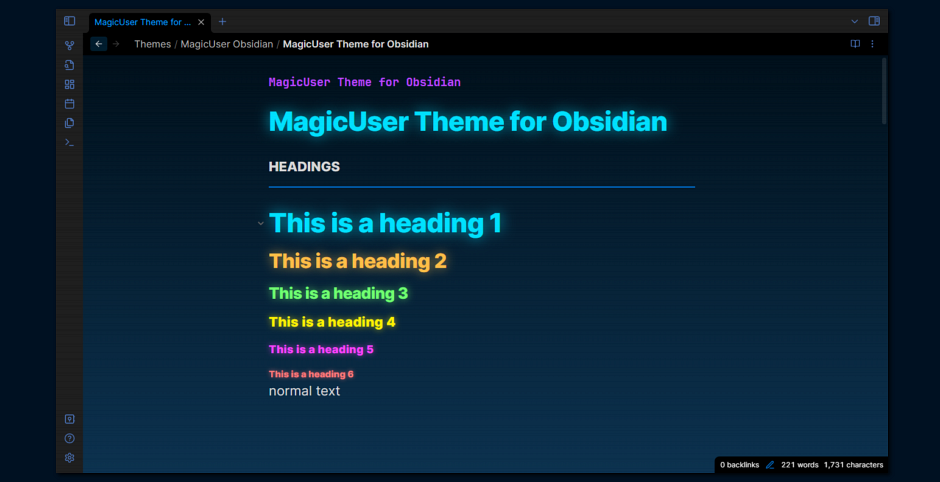 MagicUser Theme for ...
Themes / MagicUser Obsidian / MagicUser Theme for Obsidian
MagicUser Theme for Obsidian
MagicUser Theme for Obsidian
HEADINGS
This is a heading 1
This is a heading 2
This is a heading 3
This is a heading 4
This is a heading 5
This is a heading 6
normal text
0 backlinks 221 words 1,731 characters